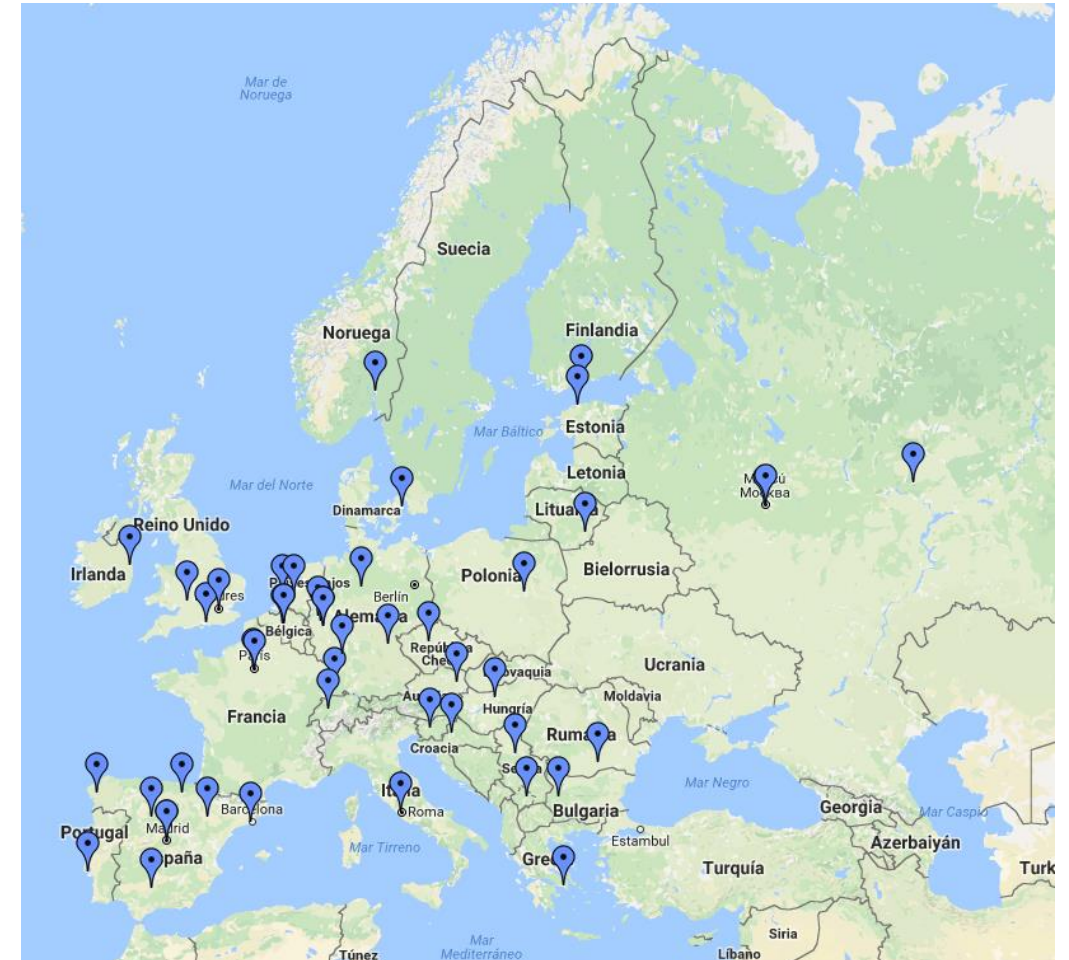 Mar de
Noruega
Suecia
Noruega
Finlandia
Mar Báltico
Estonia
Letonia
Mar del Norte
Dinamarca
Москва
Reino Unido
Irlanda
Polonia
Bielorrusia
Berlín
Bélgica
París
Ucrania
Moldavia
Francia
Hungría
Croacia
Mar Negro
Bulgaria
Georgia
Mar Caspio
Barcelona
Roma
Portugal
Madrid
Estambul
Azerbaiyán
Mar Tirreno
Turquía
Turk
Siria
Mar
Mediterráneo
Líbano
Túnez